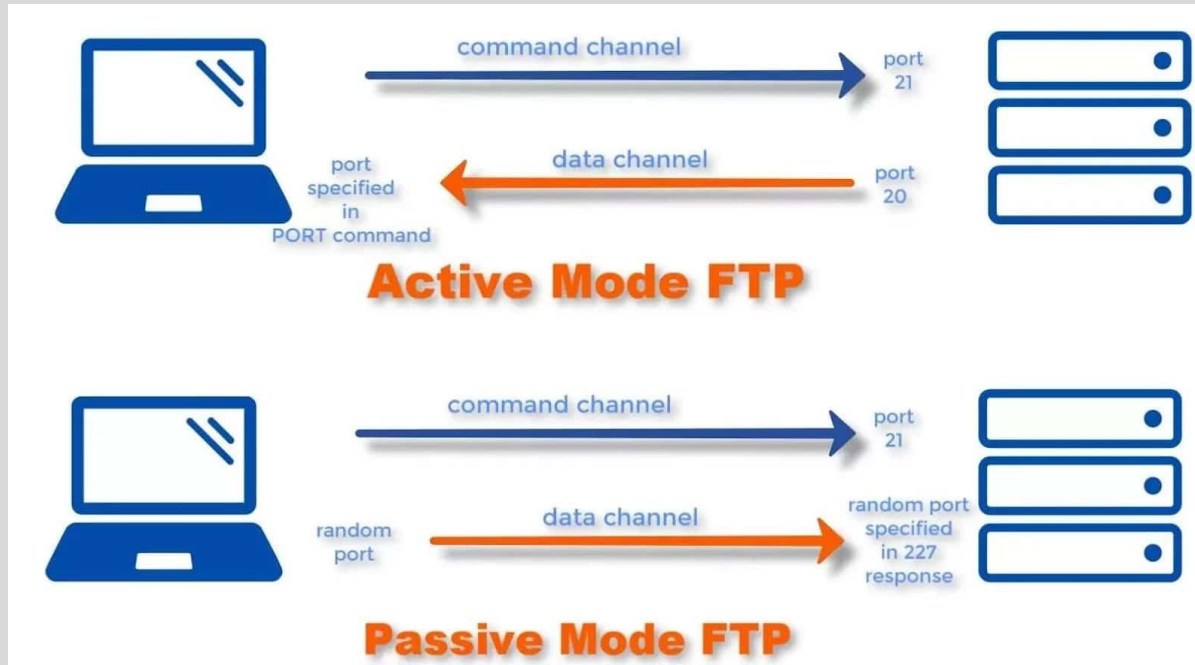 command channel
port
21
data channel
port
specified
in
PORT command
port
20
Active Mode FTP
command channel
port
21
random
port
data channel
random port
specified
in 227
response
Passive Mode FTP